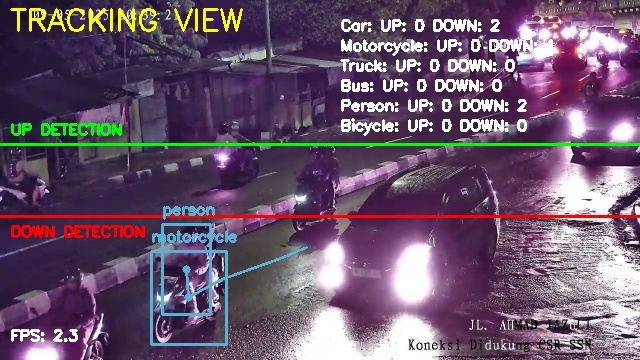 TRACKING VIEW
Car: UP: 0 DOWN: 2
Motorcycle: UP: 0 DOWN:
Truck: UP: 0 DOWN: 0
Bus: UP: 0 DOWN: 0
Person: UP: 0 DOWN: 2
Bicycle: UP: 0 DOWN: 0
UP DETECTION
person
DOWN DETECTION
motorcycle
FPS: 2.3
JL. AHMAD YAZILI
Koneksi Didukung CSR SSN